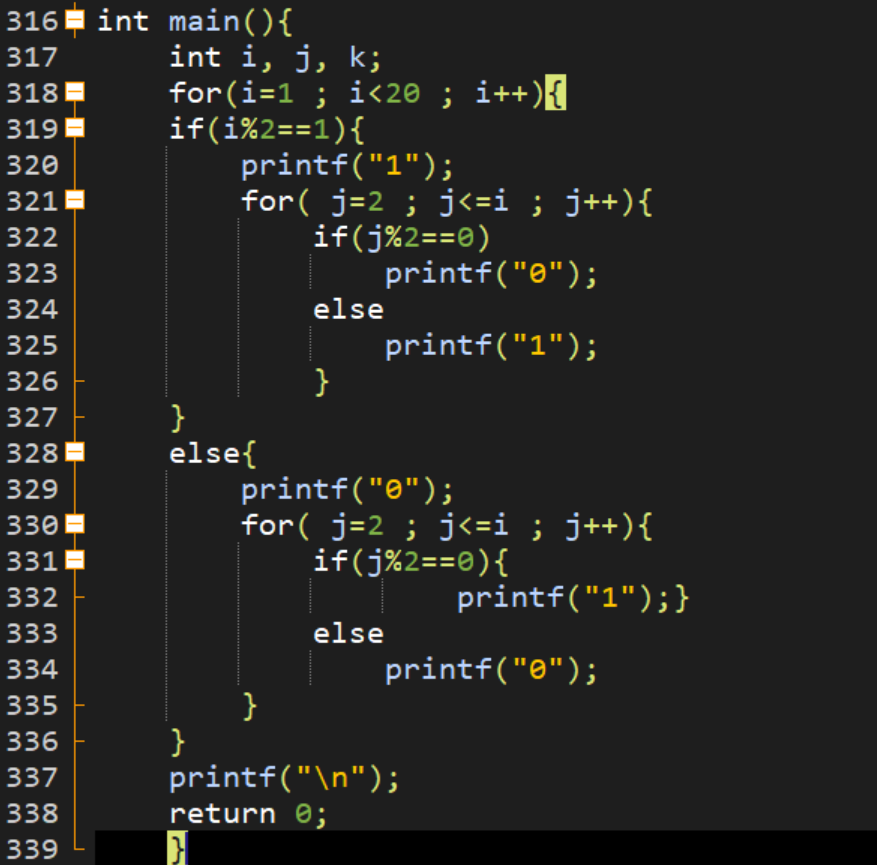 316 int main(){
317 int i, j, k;
318 for(i=1 ; i<20 ; i++){
319 if(i%2==1){
320 printf("1");
321 for( j=2 ; j<=i ; j++){
322 if(j%2==0)
323 printf("0");
324 else
325 printf("1");
326 }
327 }
328 else{
329 printf("0");
330 for( j=2 ; j<=i ; j++){
331 if(j%2==0){
332 printf("1");}
333 else
334 printf("0");
335 }
336 }
337 printf("\n");
338 return 0;
339 }